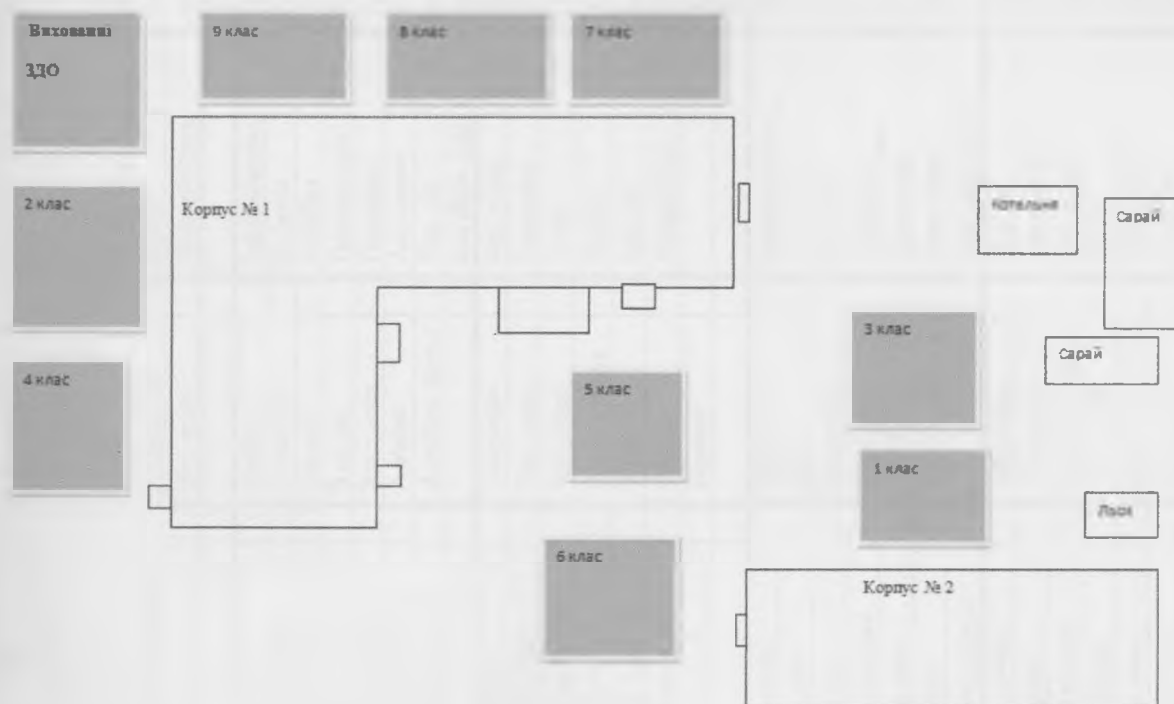 Вихованці
ЗДО
9 клас
8 клас
7 клас
2 клас
Корпус № 1
Котельня
Сарай
3 клас
Сарай
4 клас
5 клас
1 клас
Льох
6 клас
Корпус № 2